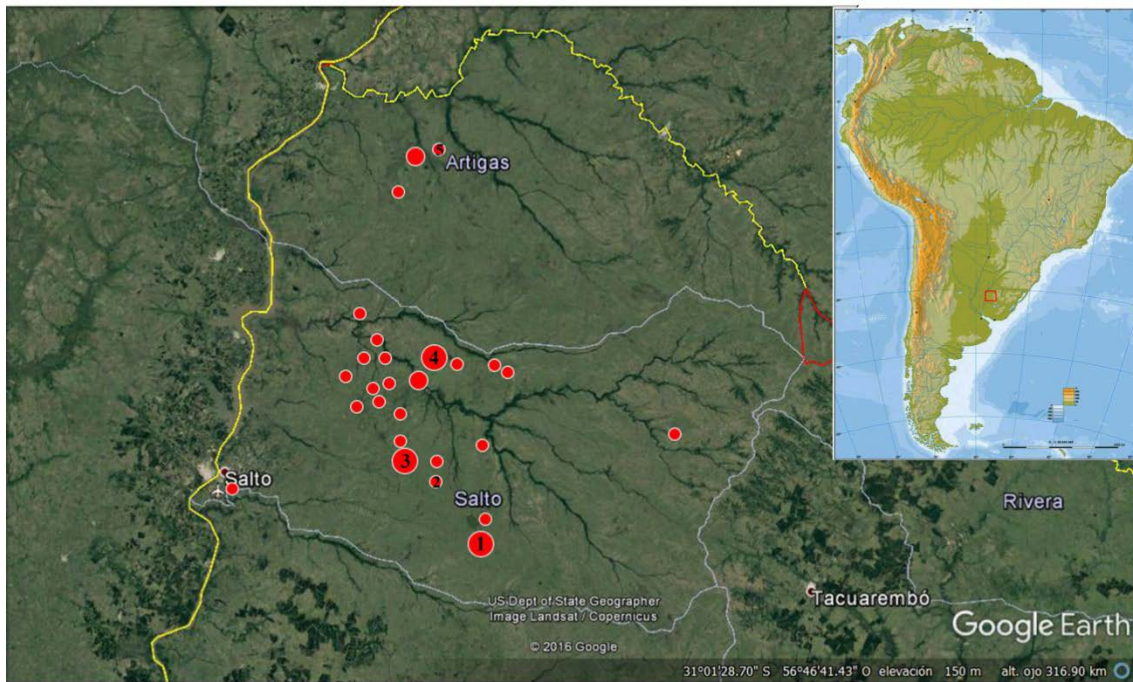 5
Artigas
4
3
Salto
2
Salto
1
Rivera
Tacuarembó
US Dept of State Geographer
Image Landsat / Copernicus
© 2016 Google
Google Earth
31°01'28.70" S 56°46'41.43" O elevación 150 m alt. ojo 316.90 km